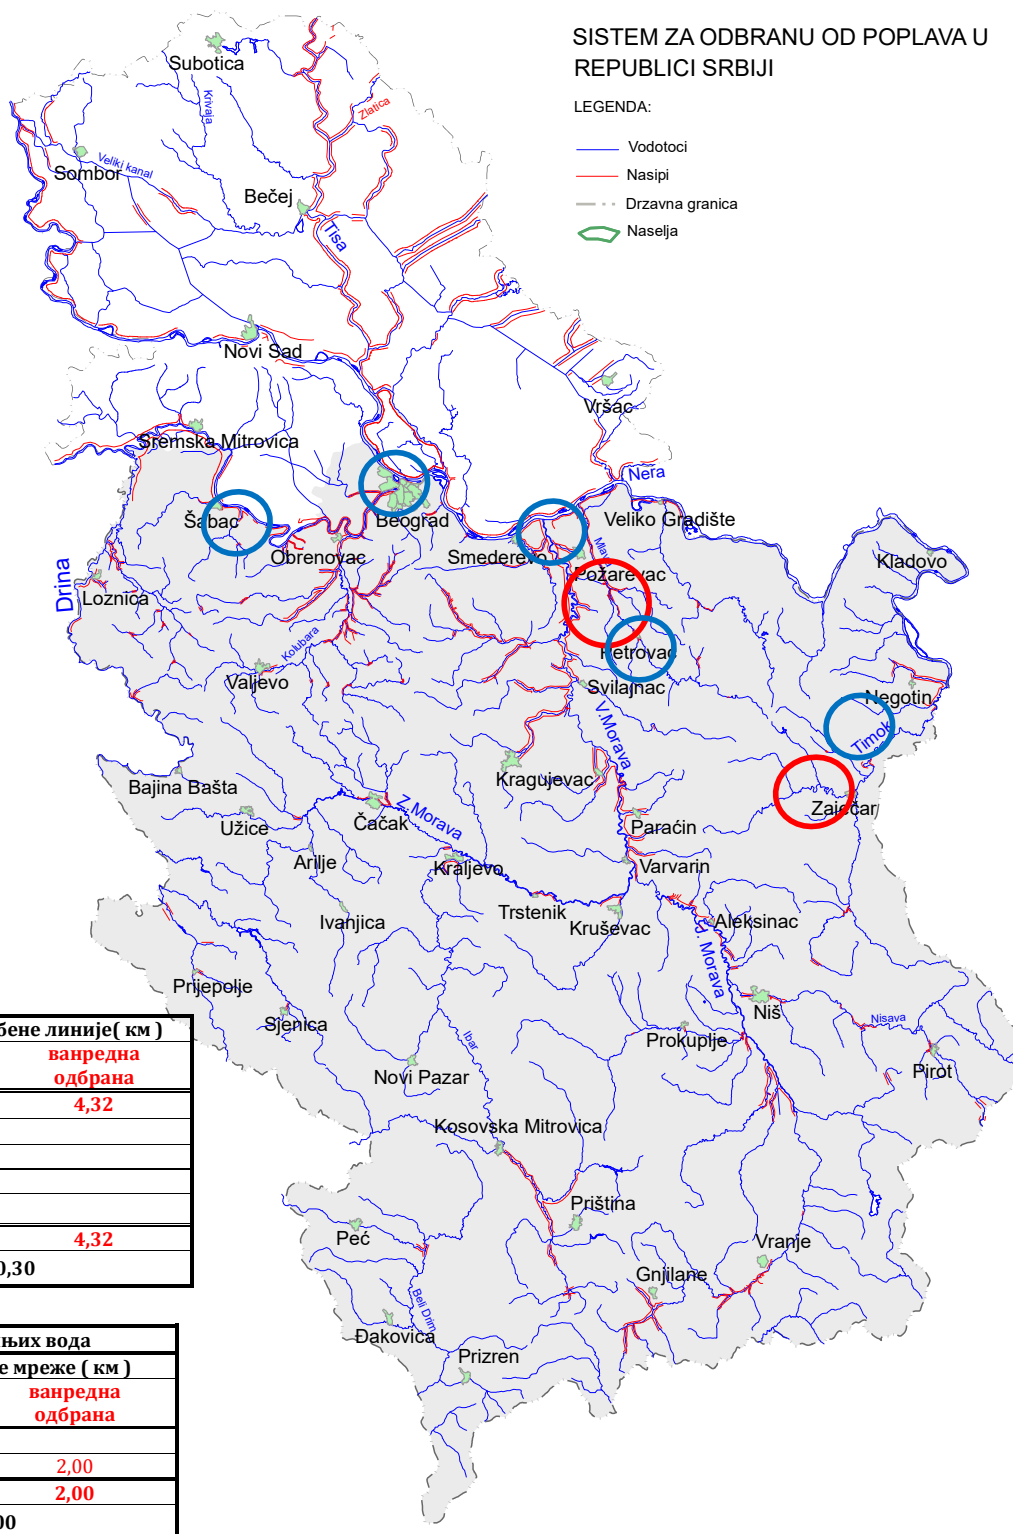 SISTEM ZA ODBRANU OD POPLAVA U
REPUBLICI SRBIJI
LEGENDA:
Vodotoci
Nasipi
Drzavna granica
Naselja
Subotica
Krivaja
Zlatica
Sombor
Veliki kanal
Bečej
Tisa
Novi Sad
Vršac
Sremska Mitrovica
Nera
Šabac
Beograd
Veliko Gradište
Obrenovac
Smederevo
Mlava
Kladovo
Drina
Požarevac
Loznica
Kolubara
Petrovac
Valjevo
Svilajnac
Negotin
V.Morava
Timok
Bajina Bašta
Kragujevac
Zaječar
Užice
Čačak
Z.Morava
Paraćin
Arilje
Kraljevo
Varvarin
Ivanjica
Trstenik
Kruševac
Aleksinac
J. Morava
Prijepolje
Sjenica
Niš
Nisava
Ibar
Prokuplje
Pirot
Novi Pazar
Kosovska Mitrovica
Priština
Peć
Vranje
Gnjilane
Beli Drim
Đakovica
Prizren
бене линије( км )
ванредна
одбрана
4,32
4,32
0,30
њих вода
е мреже ( км )
ванредна
одбрана
2,00
2,00
00